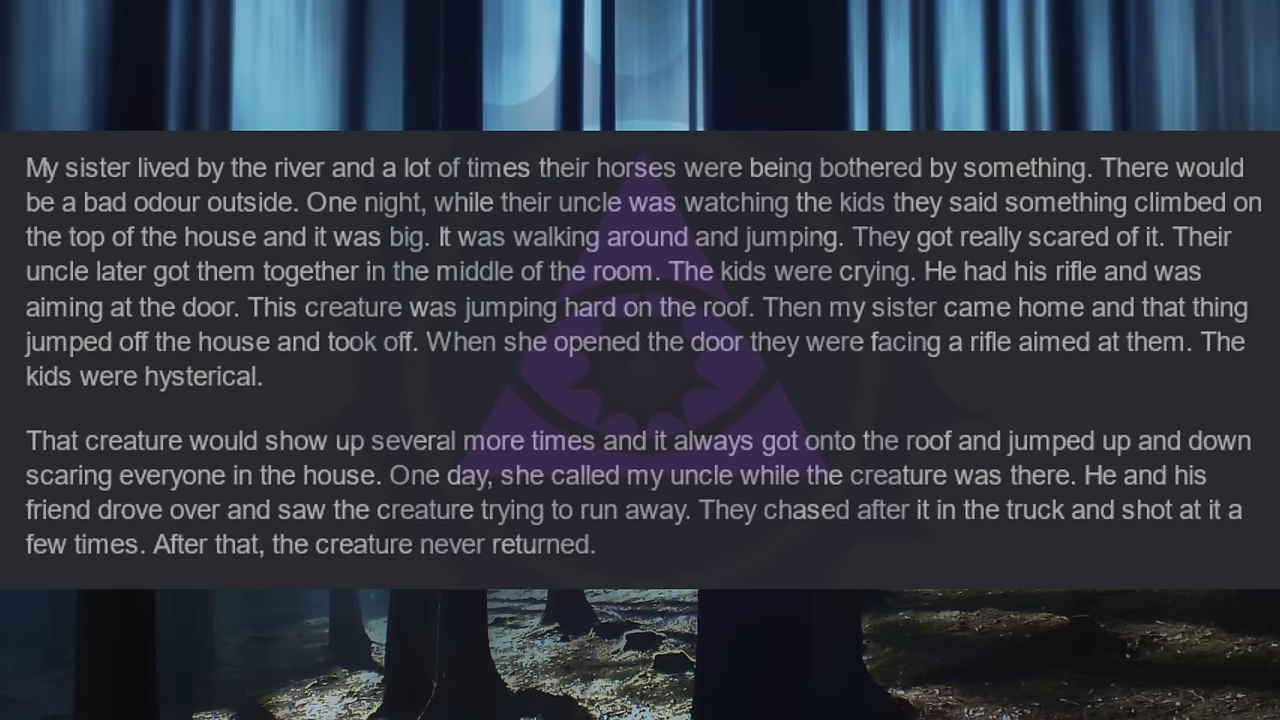 My sister lived by the river and a lot of times their horses were being bothered by something. There would
be a bad odour outside. One night, while their uncle was watching the kids they said something climbed on
the top of the house and it was big. It was walking around and jumping. They got really scared of it. Their
uncle later got them together in the middle of the room. The kids were crying. He had his rifle and was
aiming at the door. This creature was jumping hard on the roof. Then my sister came home and that thing
jumped off the house and took off. When she opened the door they were facing a rifle aimed at them. The
kids were hysterical.

That creature would show up several more times and it always got onto the roof and jumped up and down
scaring everyone in the house. One day, she called my uncle while the creature was there. He and his
friend drove over and saw the creature trying to run away. They chased after it in the truck and shot at it a
few times. After that, the creature never returned.